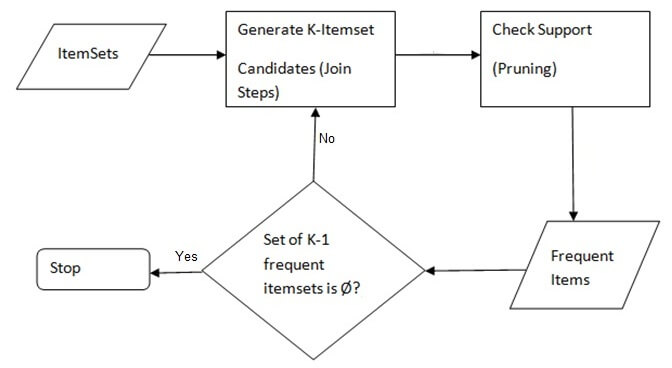 ItemSets
Generate K-Itemset
Candidates (Join
Steps)
Check Support
(Pruning)
No
Set of K-1
frequent
itemsets is Ø?
Yes
Stop
Frequent
Items